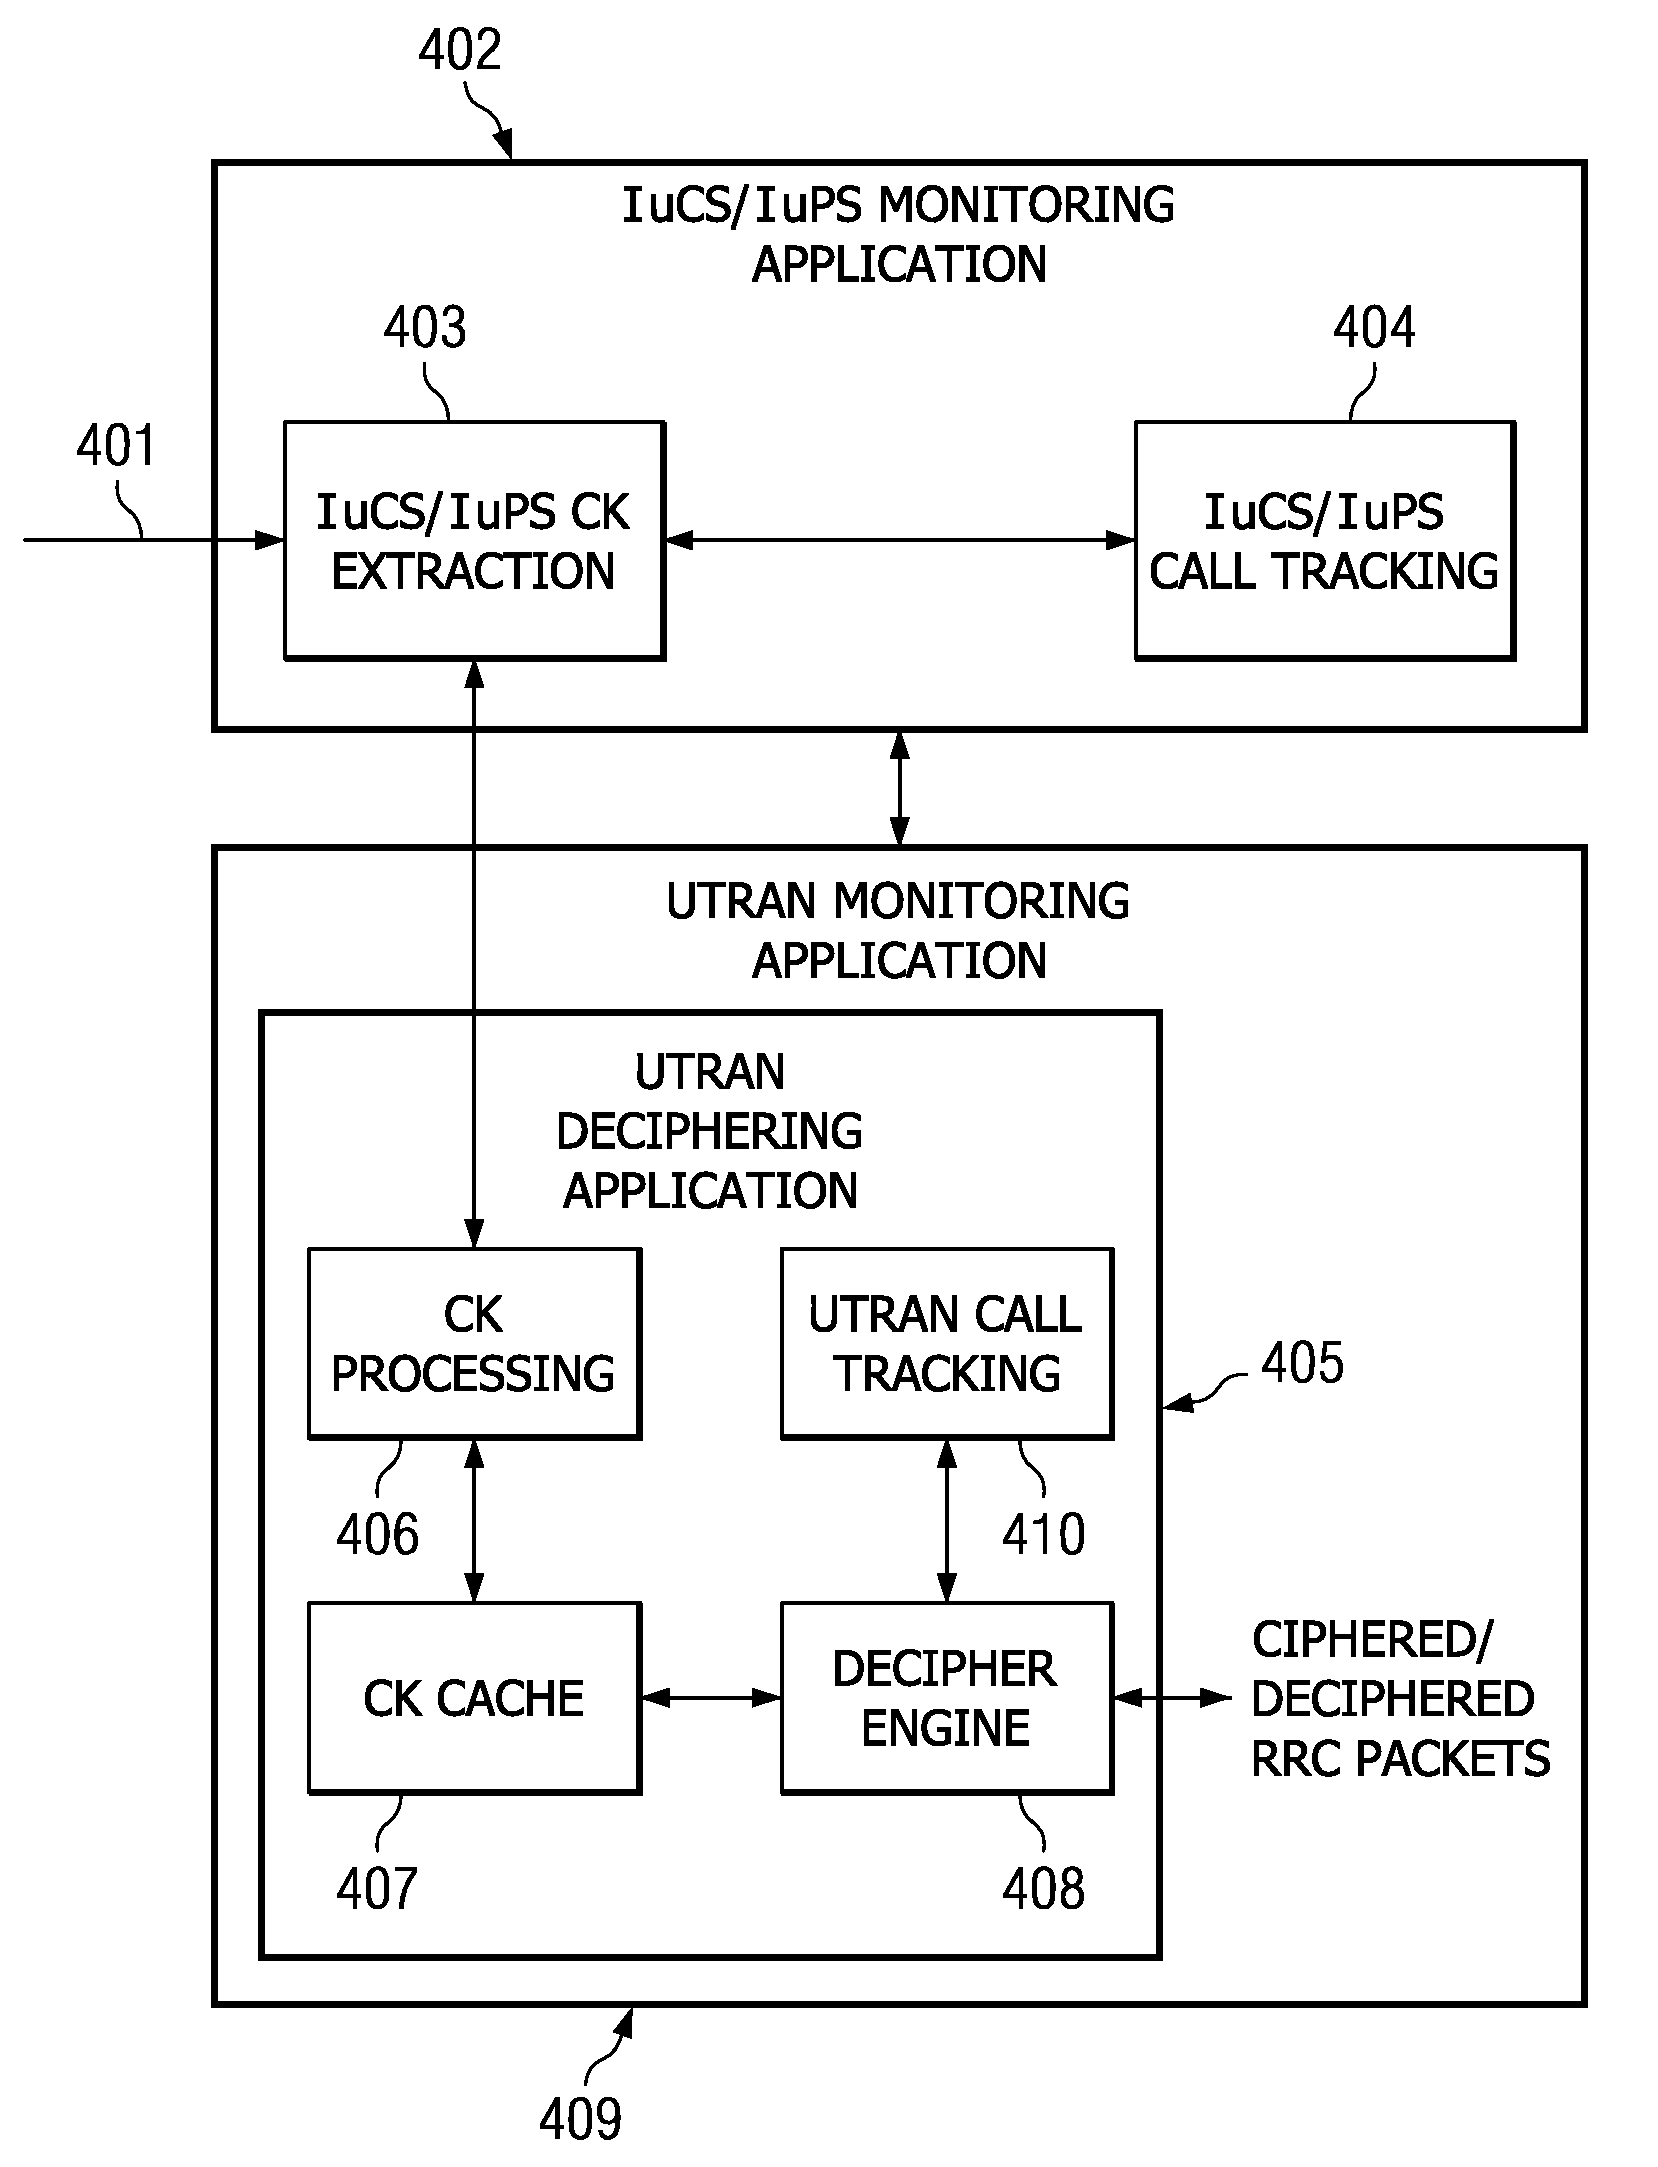 402
IuCS/IuPS MONITORING
APPLICATION
403
404
401
IuCS/IuPS CK
EXTRACTION
IuCS/IuPS
CALL TRACKING
UTRAN MONITORING
APPLICATION
UTRAN
DECIPHERING
APPLICATION
CK
PROCESSING
UTRAN CALL
TRACKING
405
406
410
CK CACHE
DECIPHER
ENGINE
CIPHERED/
DECIPHERED
RRC PACKETS
407
408
409